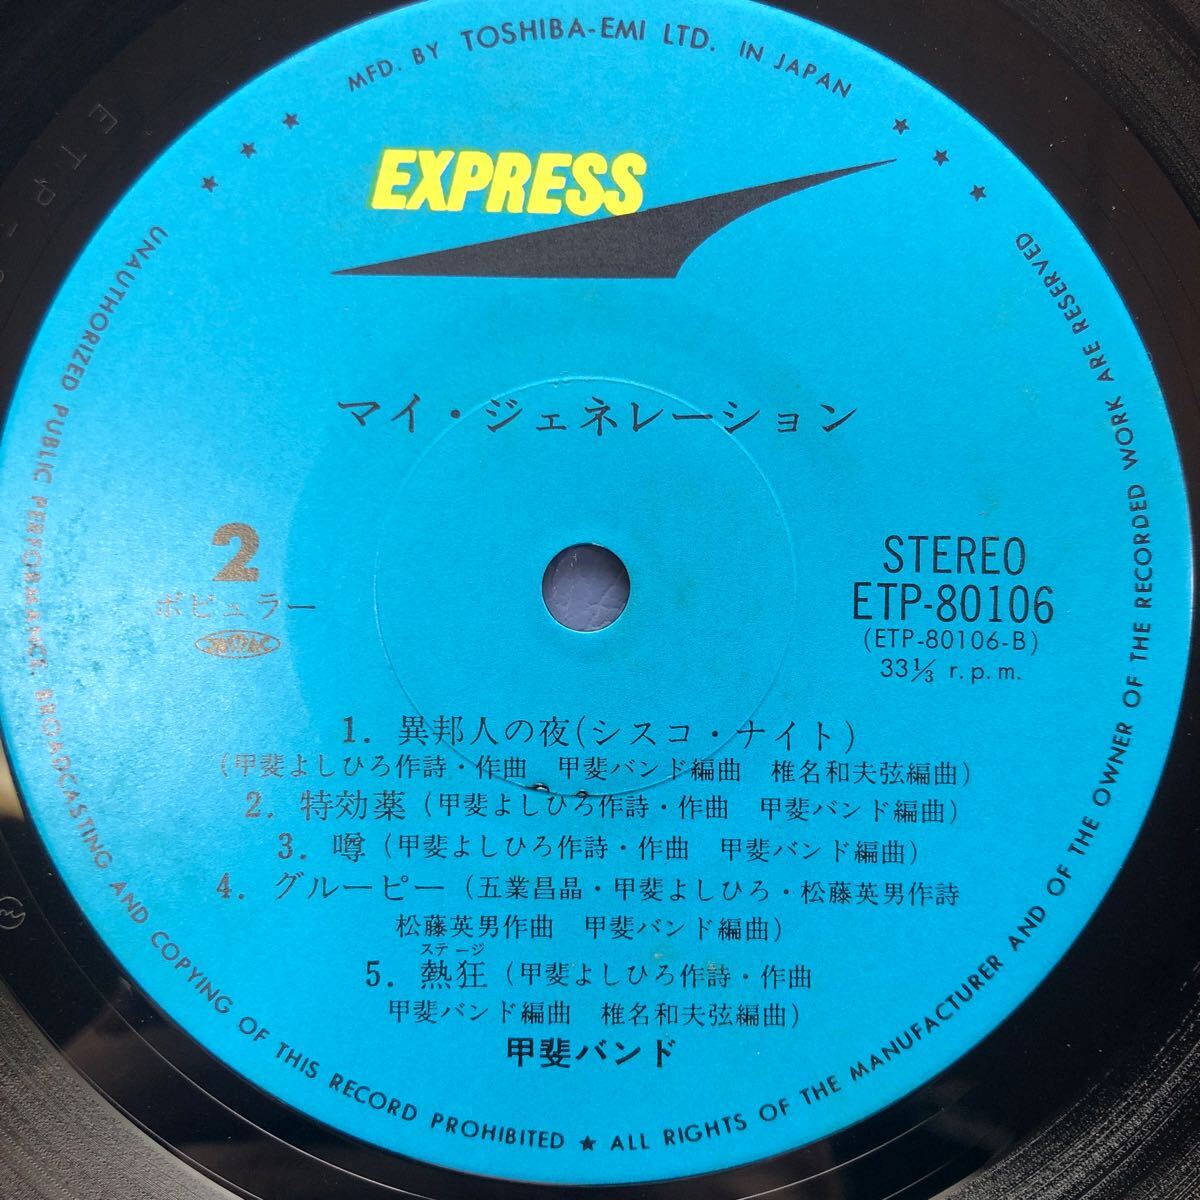 MFD. BY TOSHIBA-EMI LTD. IN JAPAN
EXPRESS
マイ・ジェネレーション
2
ポピュラー
STEREO
ETP-80106
(ETP-80106-B)
33⅓ r.p.m.
1. 異邦人の夜(シスコ・ナイト)
(甲斐よしひろ作詩・作曲 甲斐バンド編曲 椎名和夫弦編曲)
2. 特効薬 (甲斐よしひろ作詩・作曲 甲斐バンド編曲)
3. 噂 (甲斐よしひろ作詩・作曲 甲斐バンド編曲)
4. グルーピー (五業昌晶・甲斐よしひろ・松藤英男作詩
松藤英男作曲 甲斐バンド編曲)
ステージ
5. 熱狂 (甲斐よしひろ作詩・作曲
甲斐バンド編曲 椎名和夫弦編曲)
甲斐バンド
UNAUTHORIZED PUBLIC PERFORMANCE, BROADCASTING AND COPYING OF THIS RECORD PROHIBITED ★ ALL RIGHTS OF THE MANUFACTURER AND OF THE OWNER OF THE RECORDED WORK ARE RESERVED
ETP-